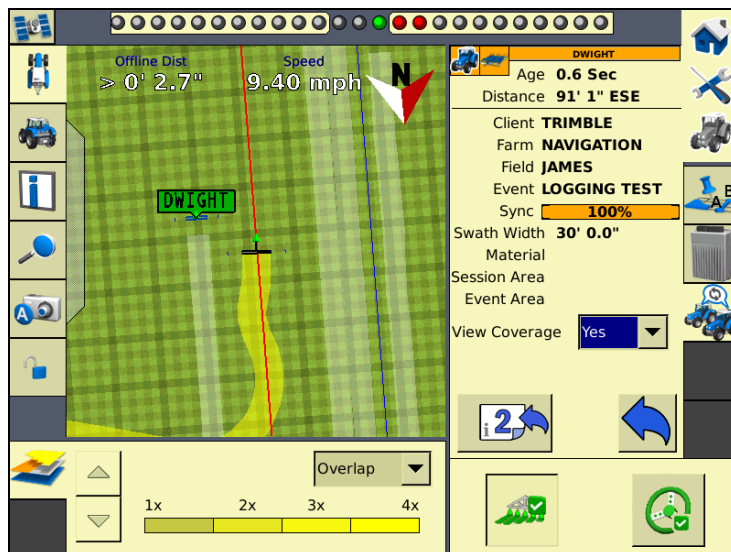 Offline Dist
> 0' 2.7"
Speed
9.40 mph
N
DWIGHT
DWIGHT
Age 0.6 Sec
Distance 91' 1" ESE
Client TRIMBLE
Farm NAVIGATION
Field JAMES
Event LOGGING TEST
Sync 100%
Swath Width 30' 0.0"
Material
Session Area
Event Area
View Coverage Yes
2
A B
A
Overlap
1x 2x 3x 4x